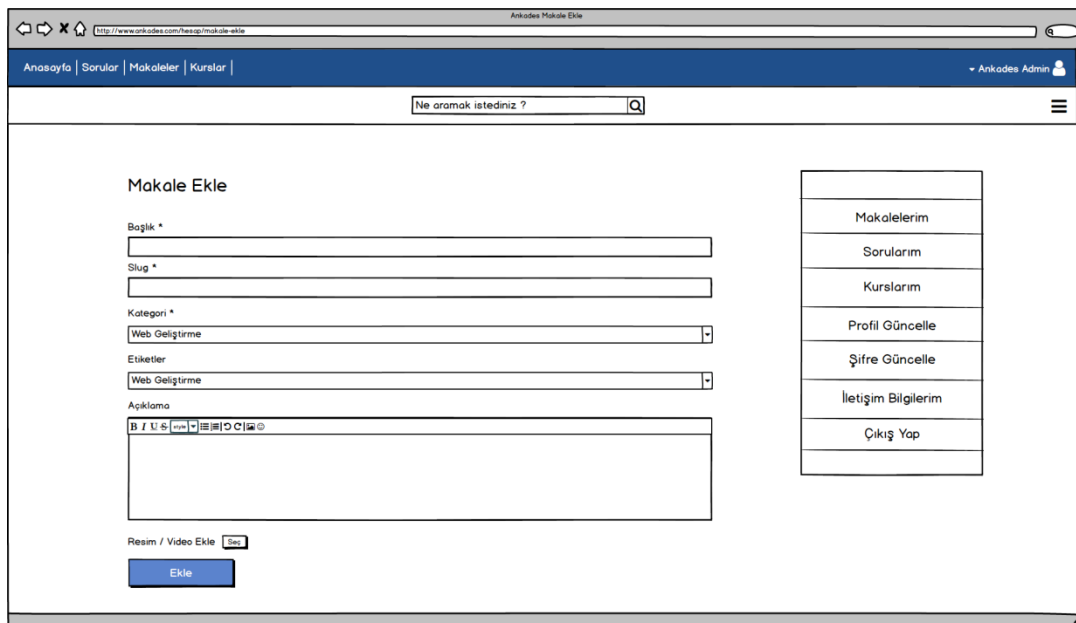 Ankades Makale Ekle
http://www.ankades.com/hesap/makale-ekle
Anasayfa | Sorular | Makaleler | Kurslar |
Ankades Admin
Ne aramak istediniz ?
Makale Ekle
Başlık *
Slug *
Kategori *
Web Geliştirme
Etiketler
Web Geliştirme
Açıklama
B I U S style
Resim / Video Ekle Seç
Ekle
Makalelerim
Sorularım
Kurslarım
Profil Güncelle
Şifre Güncelle
İletişim Bilgilerim
Çıkış Yap